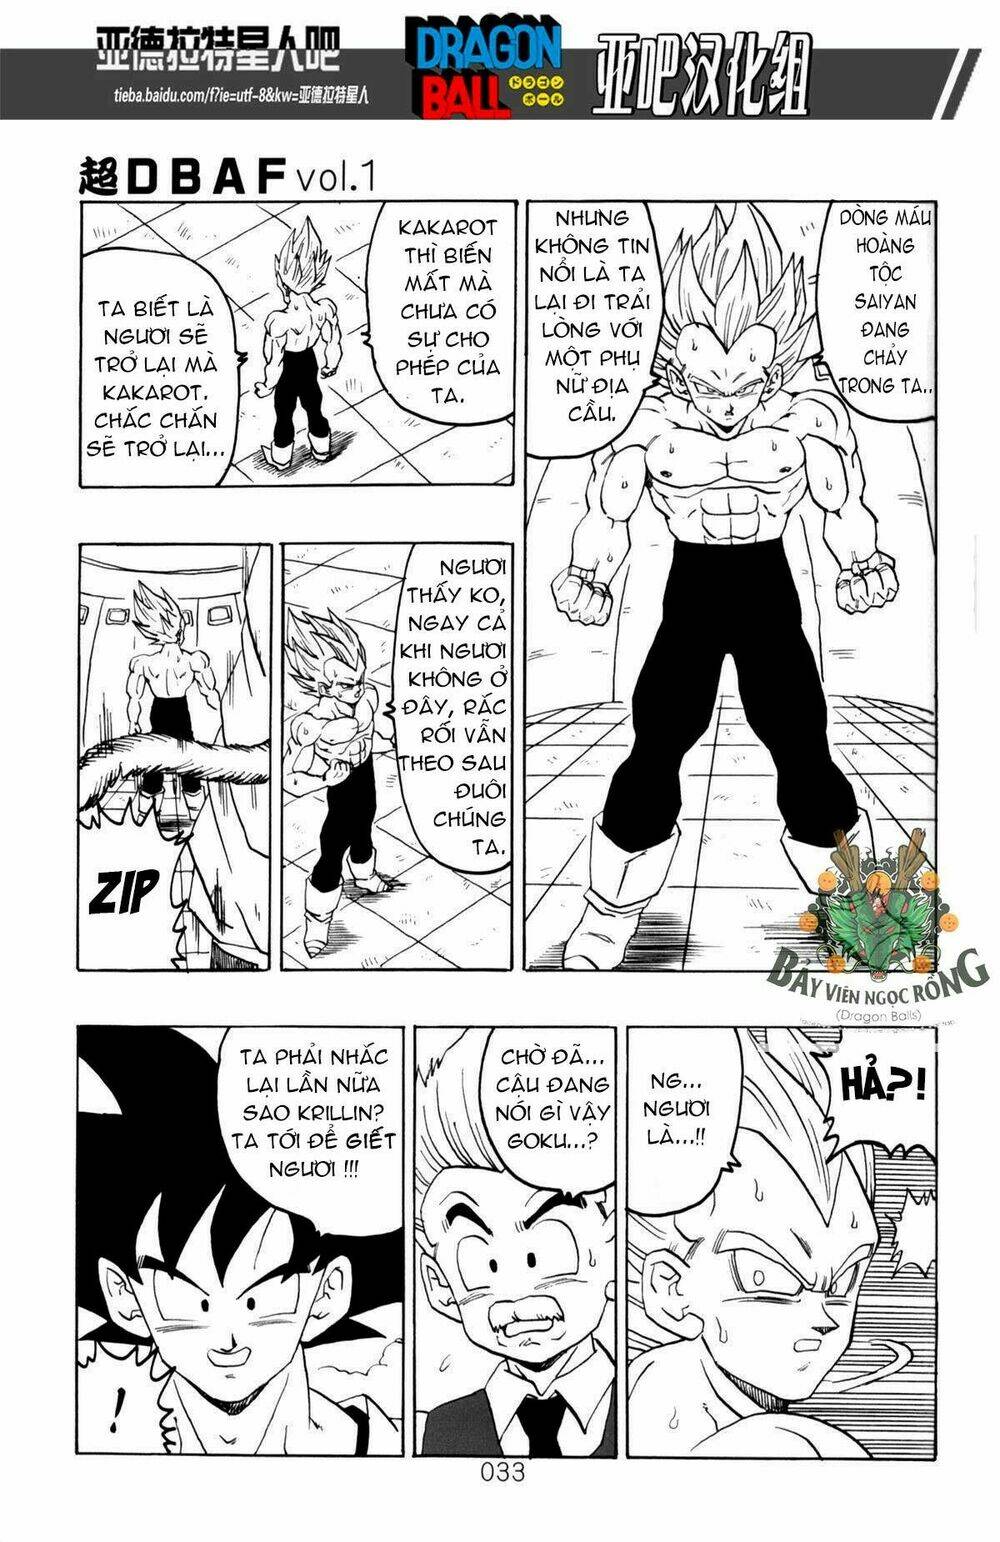 亚德拉特星人吧
tieba.baidu.com/f?ie=utf-8&kw=亚德拉特星人
DRAGON
BALL
ドラゴン
ボール
亚吧汉化组
超DBAF vol.1
DÒNG MÁU
HOÀNG
TỘC
SAIYAN
ĐANG
CHẢY
TRONG TA..
NHƯNG
KHÔNG TIN
NỔI LÀ TA
LẠI ĐI TRẢI
LÒNG VỚI
MỘT PHỤ
NỮ ĐỊA
CẦU.
KAKAROT
THÌ BIẾN
MẤT MÀ
CHƯA CÓ
SỰ CHO
PHÉP CỦA
TA.
TA BIẾT LÀ
NGƯƠI SẼ
TRỞ LẠI MÀ
KAKAROT.
CHẮC CHẮN
SẼ TRỞ LẠI...
NGƯƠI
THẤY KO,
NGAY CẢ
KHI NGƯƠI
KHÔNG Ở
ĐÂY, RẮC
RỐI VẪN
THEO SAU
ĐUÔI
CHÚNG
TA.
ZIP
BẢY VIÊN NGỌC RỒNG
(Dragon Balls)
HẢ?!
NG...
NGƯƠI
LÀ...!!
CHỜ ĐÃ...
CẬU ĐANG
NÓI GÌ VẬY
GOKU...?
TA PHẢI NHẮC
LẠI LẦN NỮA
SAO KRILLIN?
TA TỚI ĐỂ GIẾT
NGƯƠI !!!
!
033